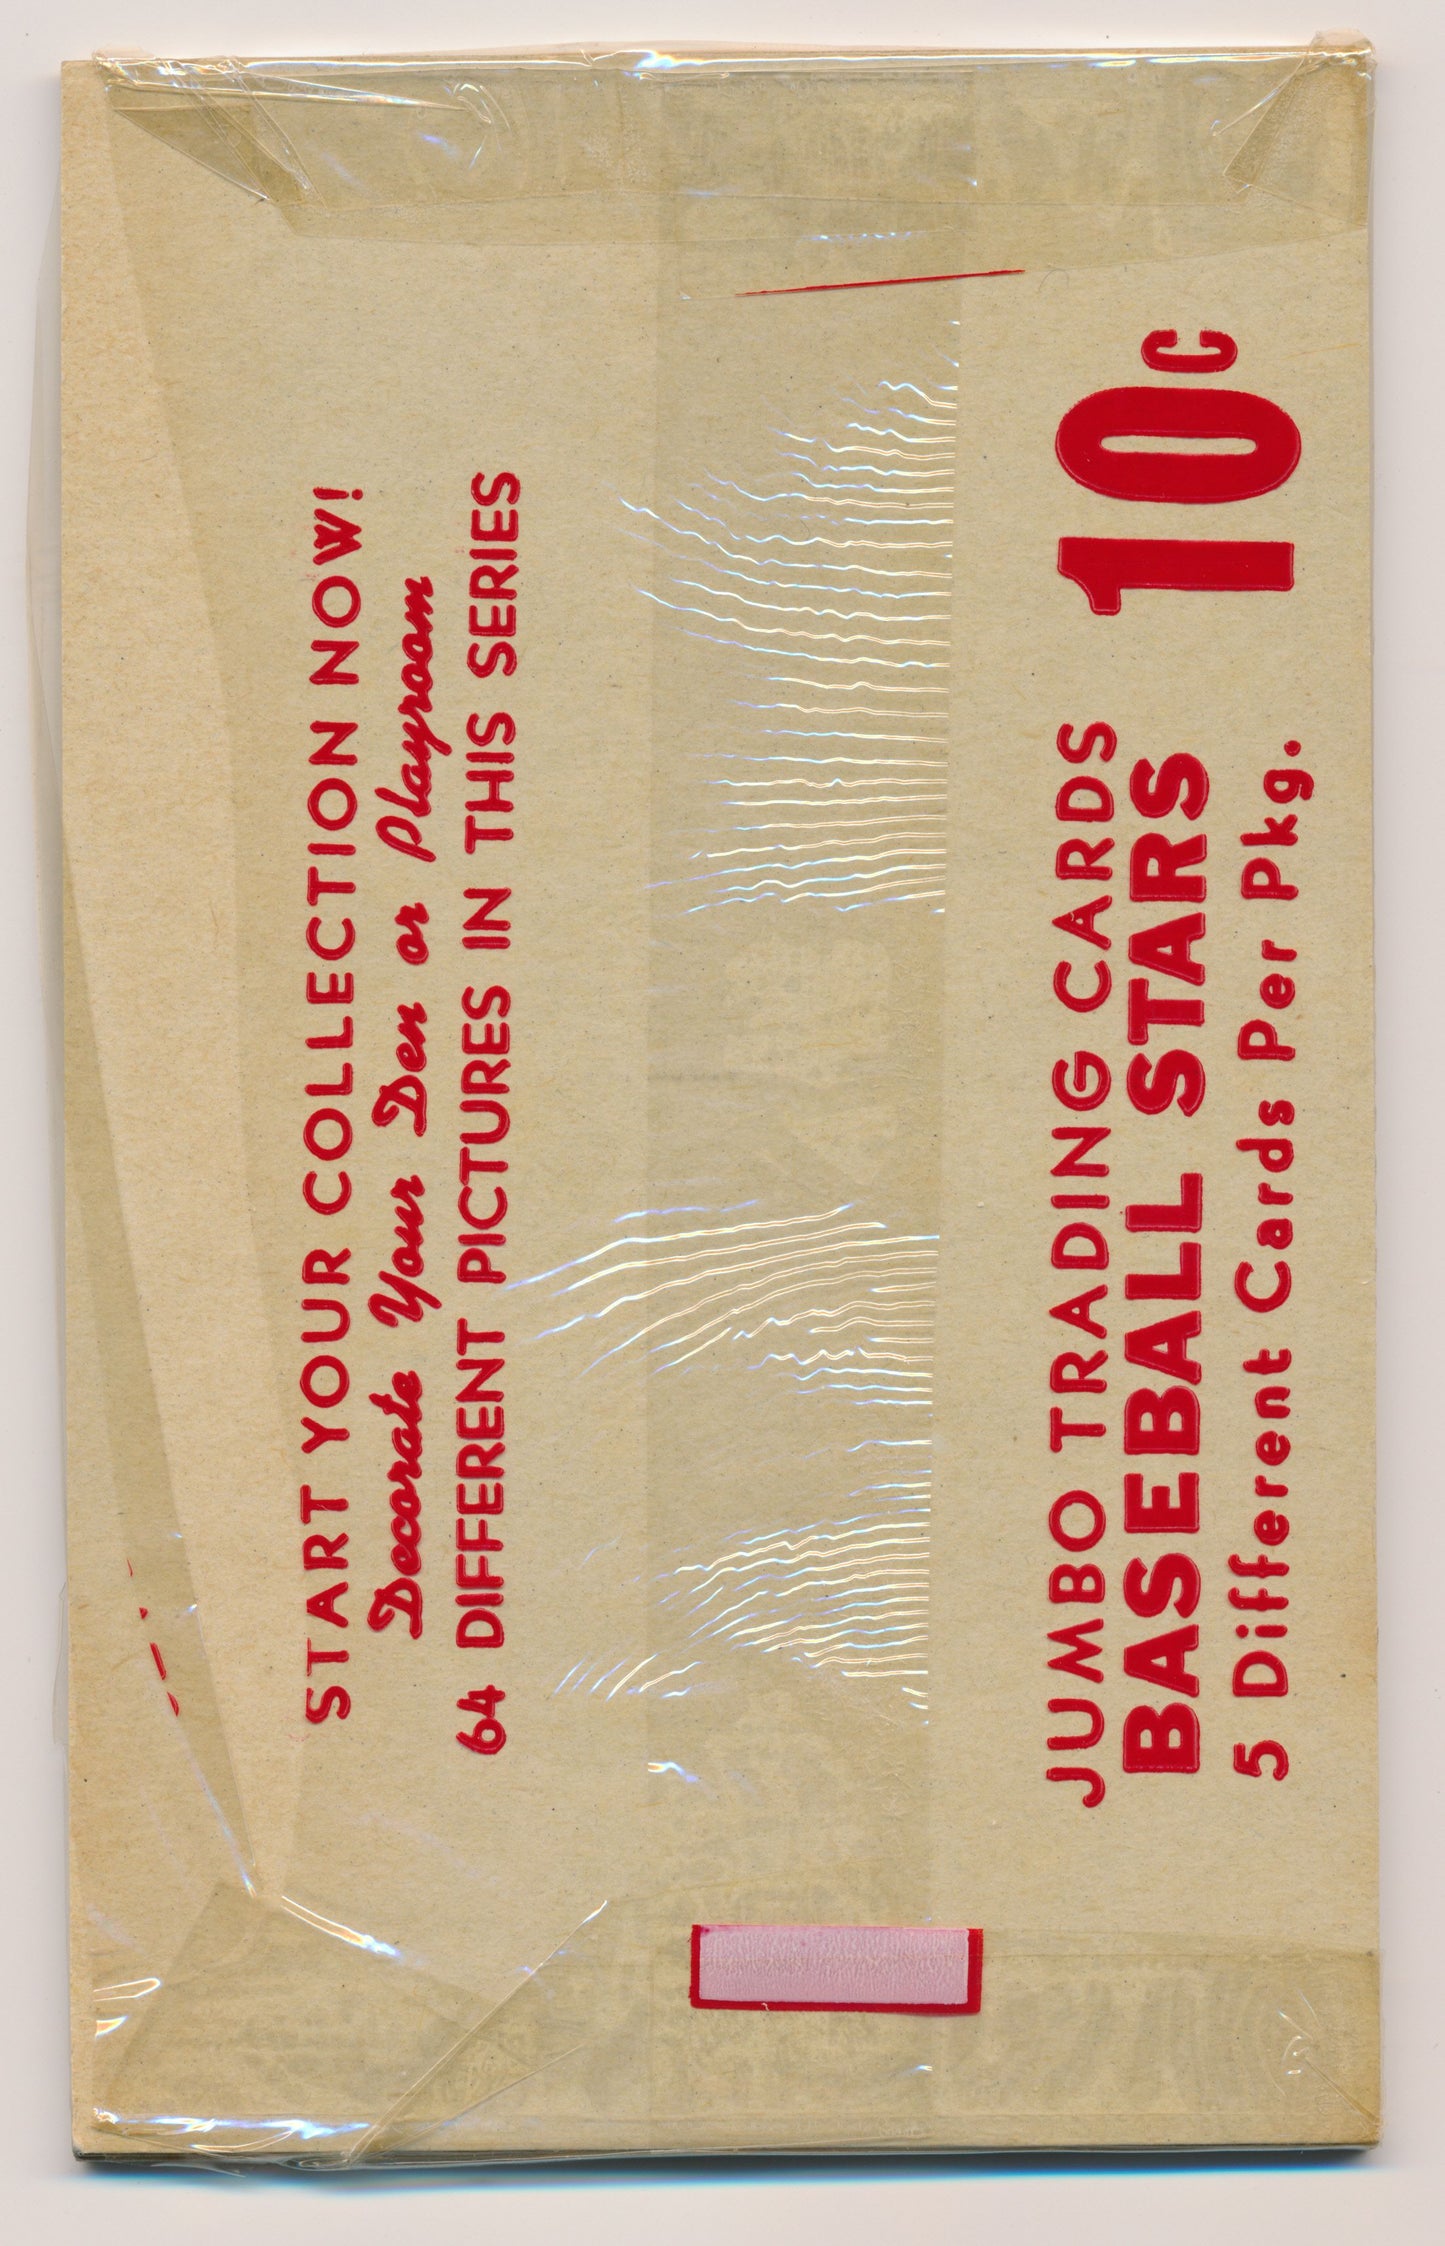 START YOUR COLLECTION NOW!
Decorate Your Den or Playroom
64 DIFFERENT PICTURES IN THIS SERIES
JUMBO TRADING CARDS
BASEBALL STARS
5 Different Cards Per Pkg.
10c